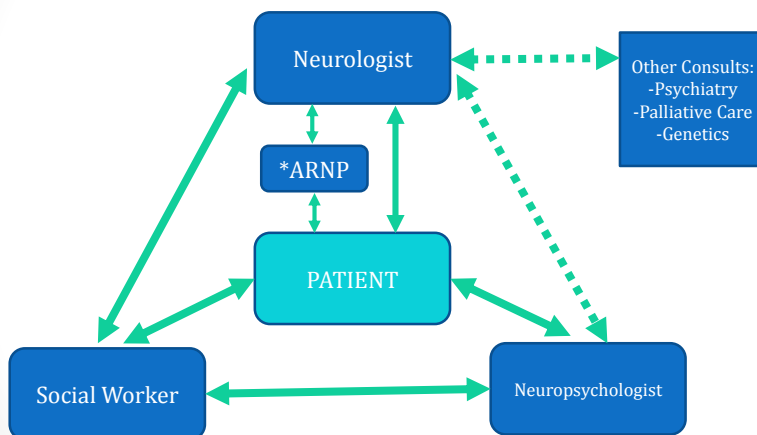 Neurologist
Other Consults:
-Psychiatry
-Palliative Care
-Genetics
*ARNP
PATIENT
Social Worker
Neuropsychologist